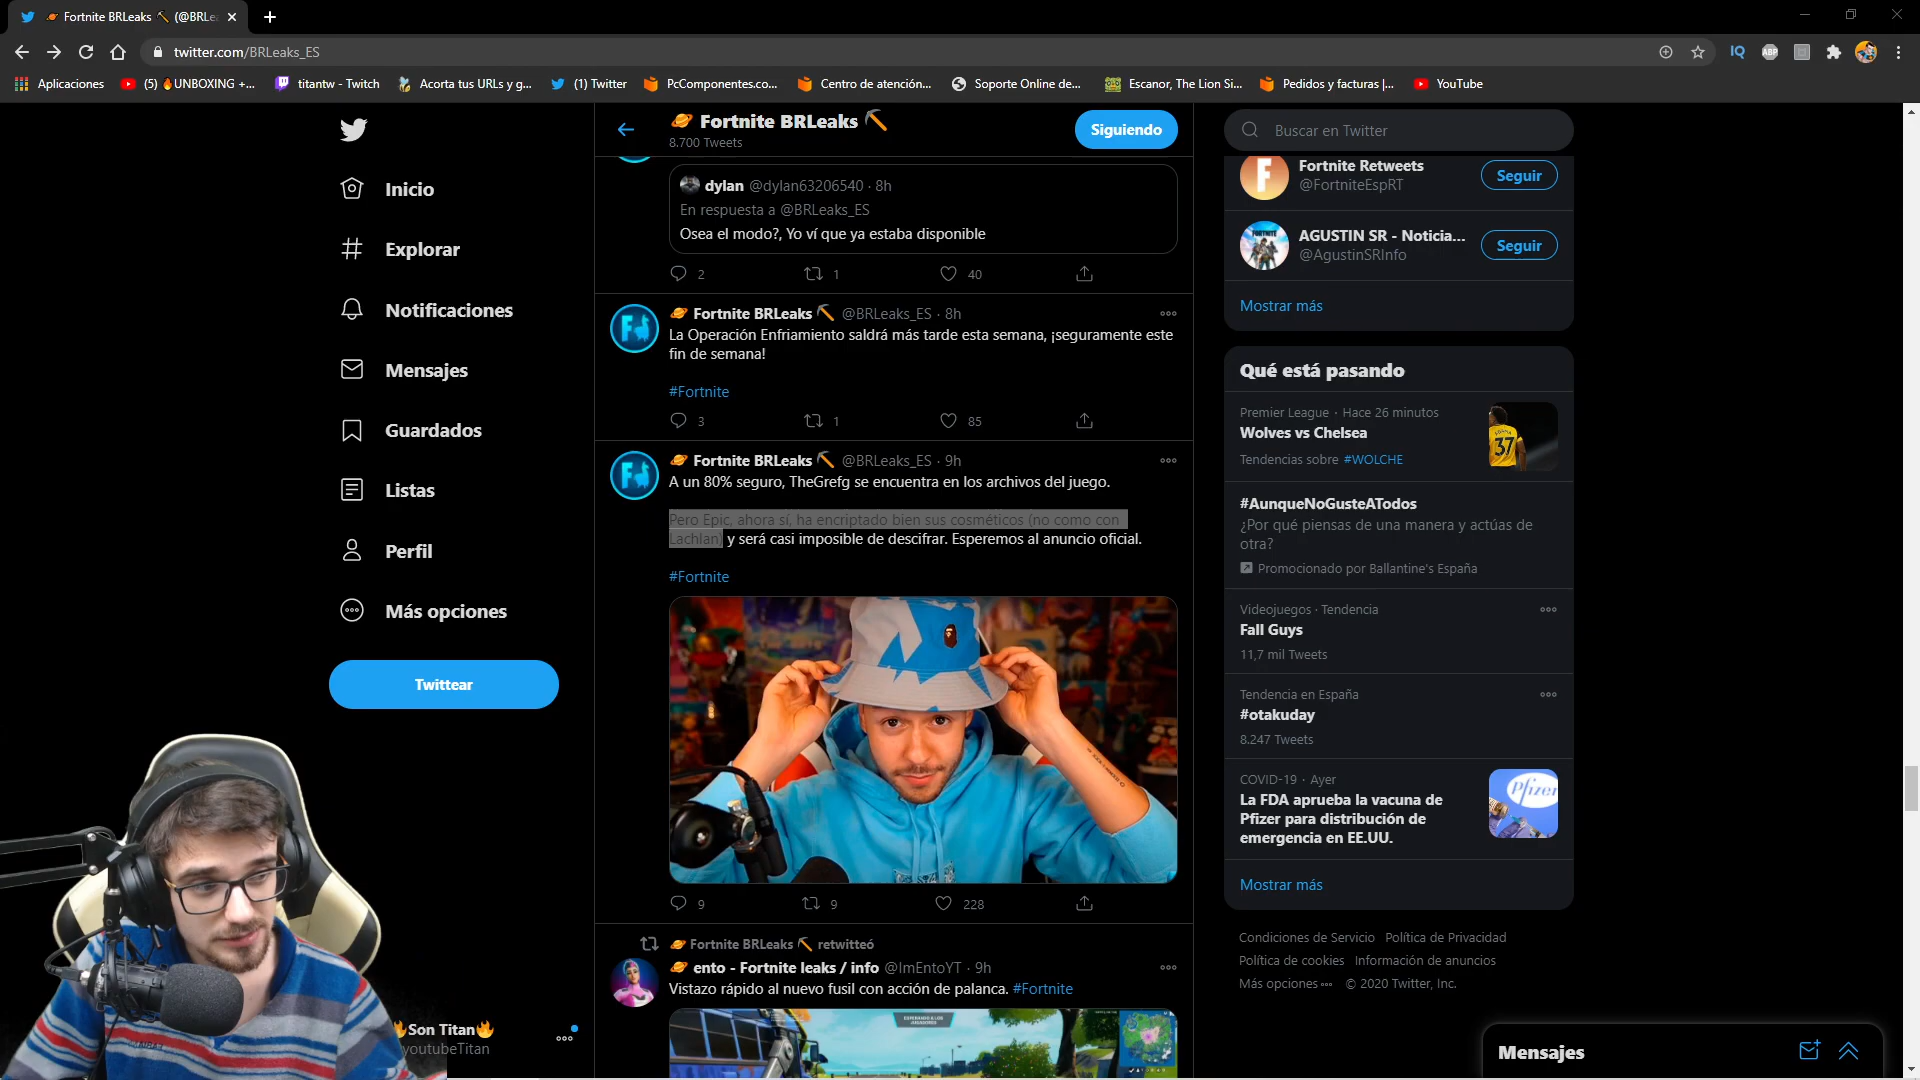 Fortnite BRLeaks (@BRLe
twitter.com/BRLeaks_ES
Aplicaciones
(5) UNBOXING +...
titantw - Twitch
Acorta tus URLs y g...
(1) Twitter
PcComponentes.co...
Centro de atención...
Soporte Online de...
Escanor, The Lion Si...
Pedidos y facturas |...
YouTube
Inicio
Explorar
Notificaciones
Mensajes
Guardados
Listas
Perfil
Más opciones
Twittear
Son Titan
youtubeTitan
Fortnite BRLeaks
8.700 Tweets
Siguiendo
dylan @dylan63206540 · 8h
En respuesta a @BRLeaks_ES
Osea el modo?, Yo ví que ya estaba disponible
2 1 40
Fortnite BRLeaks @BRLeaks_ES · 8h
La Operación Enfriamiento saldrá más tarde esta semana, ¡seguramente este
fin de semana!
#Fortnite
3 1 85
Fortnite BRLeaks @BRLeaks_ES · 9h
A un 80% seguro, TheGrefg se encuentra en los archivos del juego.
Pero Epic, ahora sí, ha encriptado bien sus cosméticos (no como con
Lachlan) y será casi imposible de descifrar. Esperemos al anuncio oficial.
#Fortnite
9 9 228
Fortnite BRLeaks retwitteó
ento - Fortnite leaks / info @ImEntoYT · 9h
Vistazo rápido al nuevo fusil con acción de palanca. #Fortnite
Buscar en Twitter
Fortnite Retweets
@FortniteEspRT
Seguir
AGUSTIN SR - Noticia...
@AgustinSRInfo
Seguir
Mostrar más
Qué está pasando
Premier League · Hace 26 minutos
Wolves vs Chelsea
Tendencias sobre #WOLCHE
37
#AunqueNoGusteATodos
¿Por qué piensas de una manera y actúas de
otra?
Promocionado por Ballantine's España
Videojuegos · Tendencia
Fall Guys
11,7 mil Tweets
Tendencia en España
#otakuday
8.247 Tweets
COVID-19 · Ayer
La FDA aprueba la vacuna de
Pfizer para distribución de
emergencia en EE.UU.
Pfizer
Mostrar más
Condiciones de Servicio Política de Privacidad
Política de cookies Información de anuncios
Más opciones © 2020 Twitter, Inc.
Mensajes